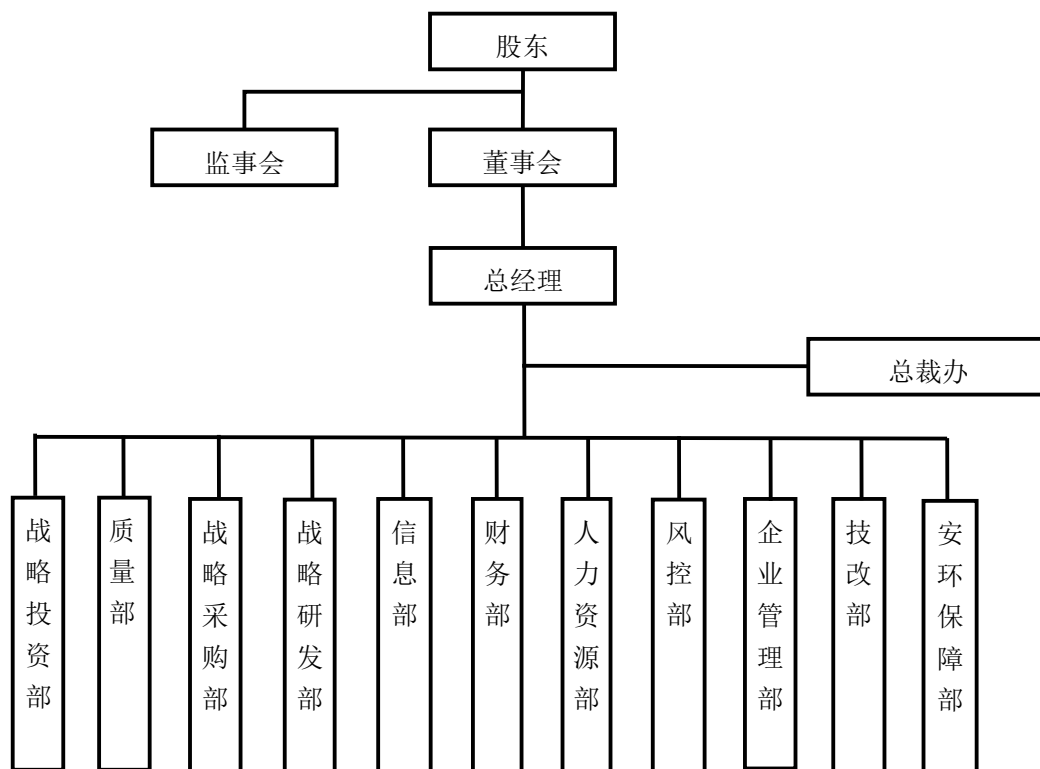 股东
监事会
董事会
总经理
总裁办
战略投资部
质量部
战略采购部
战略研发部
信息部
财务部
人力资源部
风控部
企业管理部
技改部
安环保障部